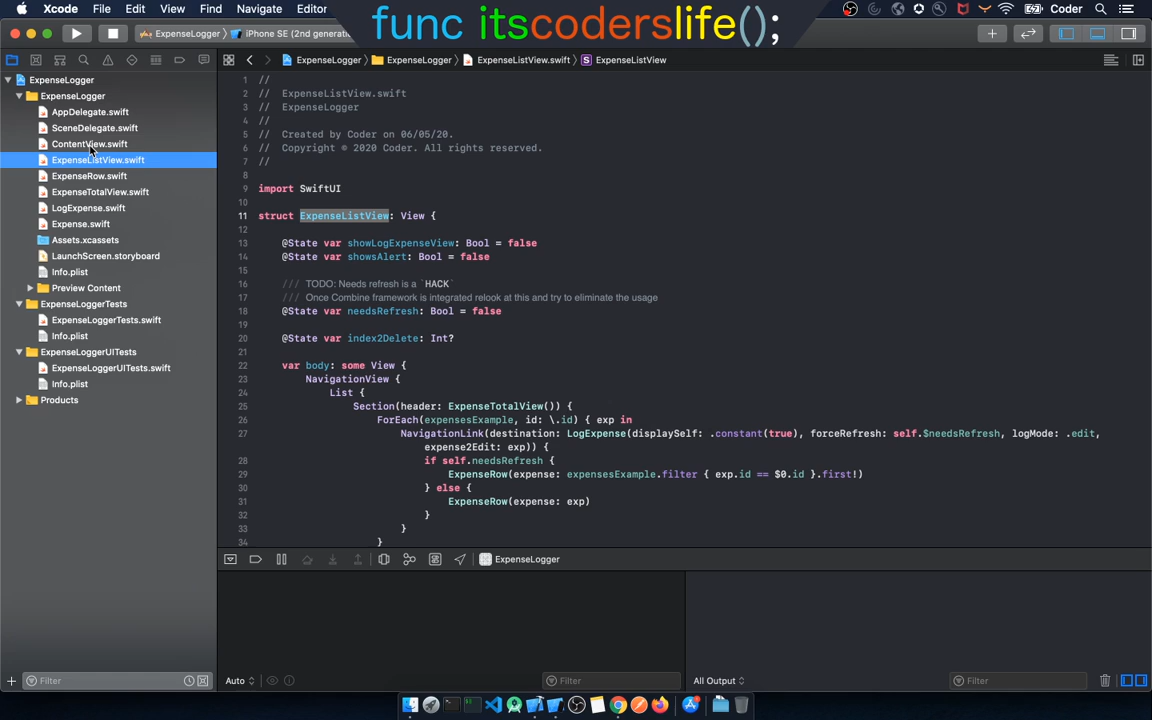 Xcode File Edit View Find Navigate Editor Coder
func itscoderslife();
ExpenseLogger iPhone SE (2nd generati
ExpenseLogger ExpenseLogger ExpenseListView.swift ExpenseListView
ExpenseLogger
ExpenseLogger
AppDelegate.swift
SceneDelegate.swift
ContentView.swift
ExpenseListView.swift
ExpenseRow.swift
ExpenseTotalView.swift
LogExpense.swift
Expense.swift
Assets.xcassets
LaunchScreen.storyboard
Info.plist
Preview Content
ExpenseLoggerTests
ExpenseLoggerTests.swift
Info.plist
ExpenseLoggerUITests
ExpenseLoggerUITests.swift
Info.plist
Products
Filter
1 //
2 // ExpenseListView.swift
3 // ExpenseLogger
4 //
5 // Created by Coder on 06/05/20.
6 // Copyright © 2020 Coder. All rights reserved.
7 //
8
9 import SwiftUI
10
11 struct ExpenseListView: View {
12
13 @State var showLogExpenseView: Bool = false
14 @State var showsAlert: Bool = false
15
16 /// TODO: Needs refresh is a `HACK`
17 /// Once Combine framework is integrated relook at this and try to eliminate the usage
18 @State var needsRefresh: Bool = false
19
20 @State var index2Delete: Int?
21
22 var body: some View {
23 NavigationView {
24 List {
25 Section(header: ExpenseTotalView()) {
26 ForEach(expensesExample, id: \.id) { exp in
27 NavigationLink(destination: LogExpense(displaySelf: .constant(true), forceRefresh: self.$needsRefresh, logMode: .edit,
expense2Edit: exp)) {
28 if self.needsRefresh {
29 ExpenseRow(expense: expensesExample.filter { exp.id == $0.id }.first!)
30 } else {
31 ExpenseRow(expense: exp)
32 }
33 }
34 }
ExpenseLogger
Auto Filter All Output Filter